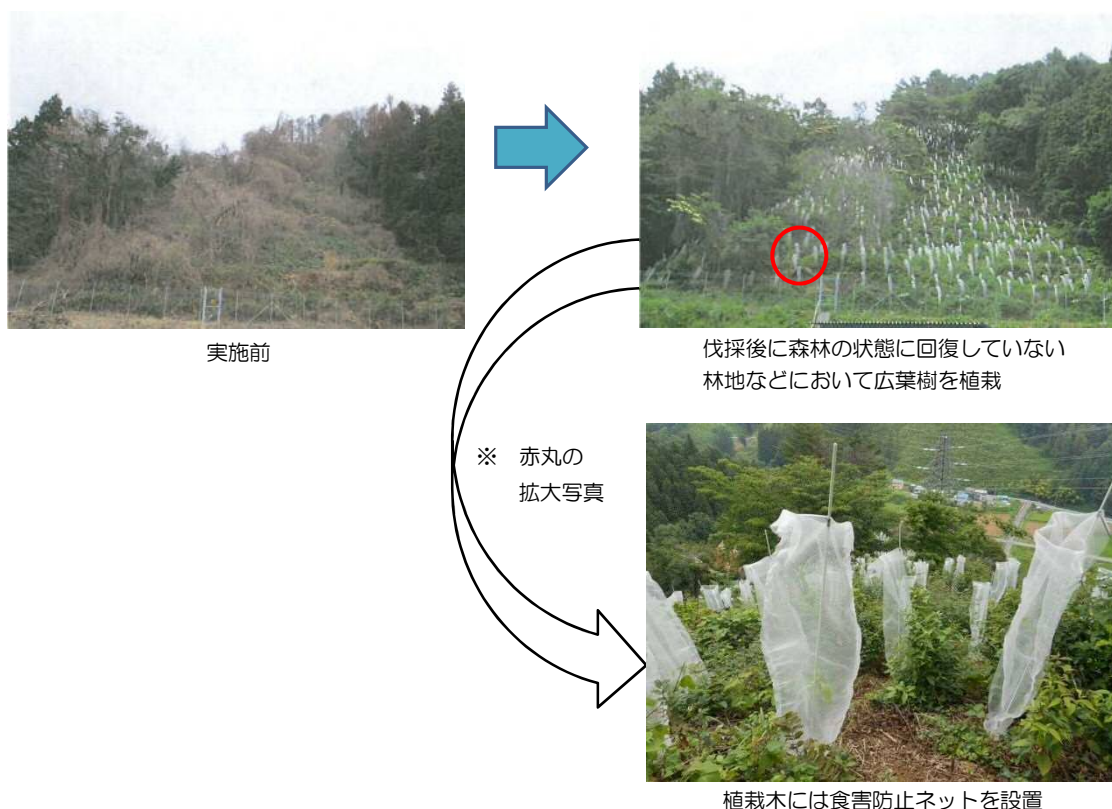 実施前
伐採後に森林の状態に回復していない
林地などにおいて広葉樹を植栽
※　赤丸の
拡大写真
植栽木には食害防止ネットを設置